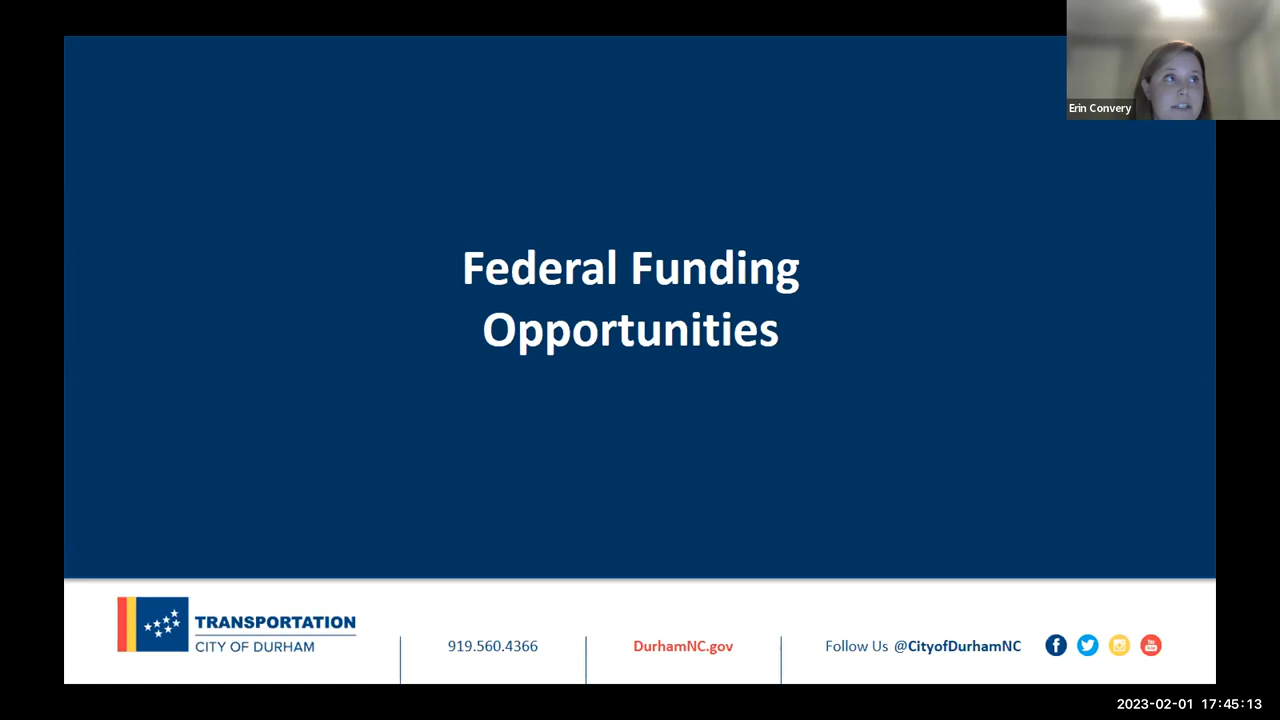 Erin Convery
Federal Funding
Opportunities
TRANSPORTATION
CITY OF DURHAM
919.560.4366
DurhamNC.gov
Follow Us @CityofDurhamNC
2023-02-01 17:45:13